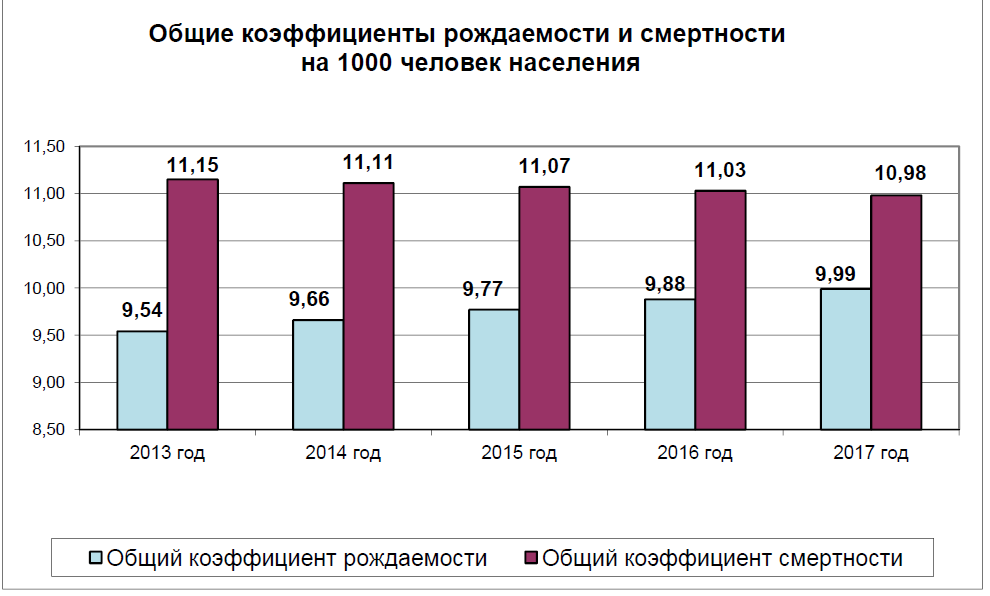 Общие коэффициенты рождаемости и смертности
на 1000 человек населения
11,50
11,00
10,50
10,00
9,50
9,00
8,50
9,54
11,15
9,66
11,11
9,77
11,07
9,88
11,03
9,99
10,98
2013 год
2014 год
2015 год
2016 год
2017 год
Общий коэффициент рождаемости
Общий коэффициент смертности